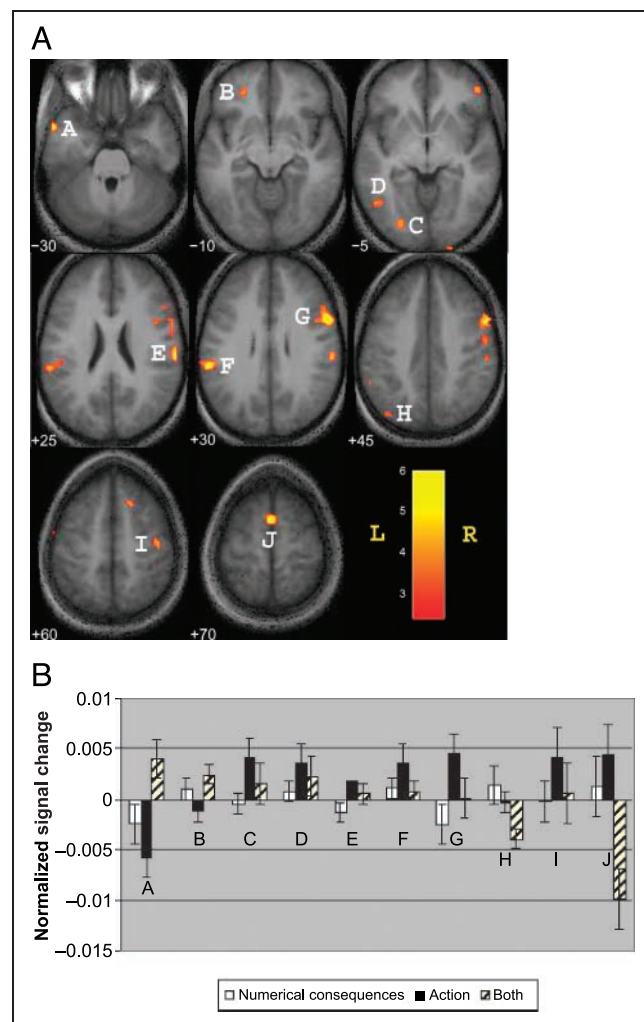 A
B
A
D
C
−30
−10
−5
E
F
G
H
+25
+30
+45
I
J
L
R
6
5
4
3
+60
+70
B
Normalized signal change
0.01
0.005
0
−0.005
−0.01
−0.015
A
B
C
D
E
F
G
H
I
J
Numerical consequences Action Both